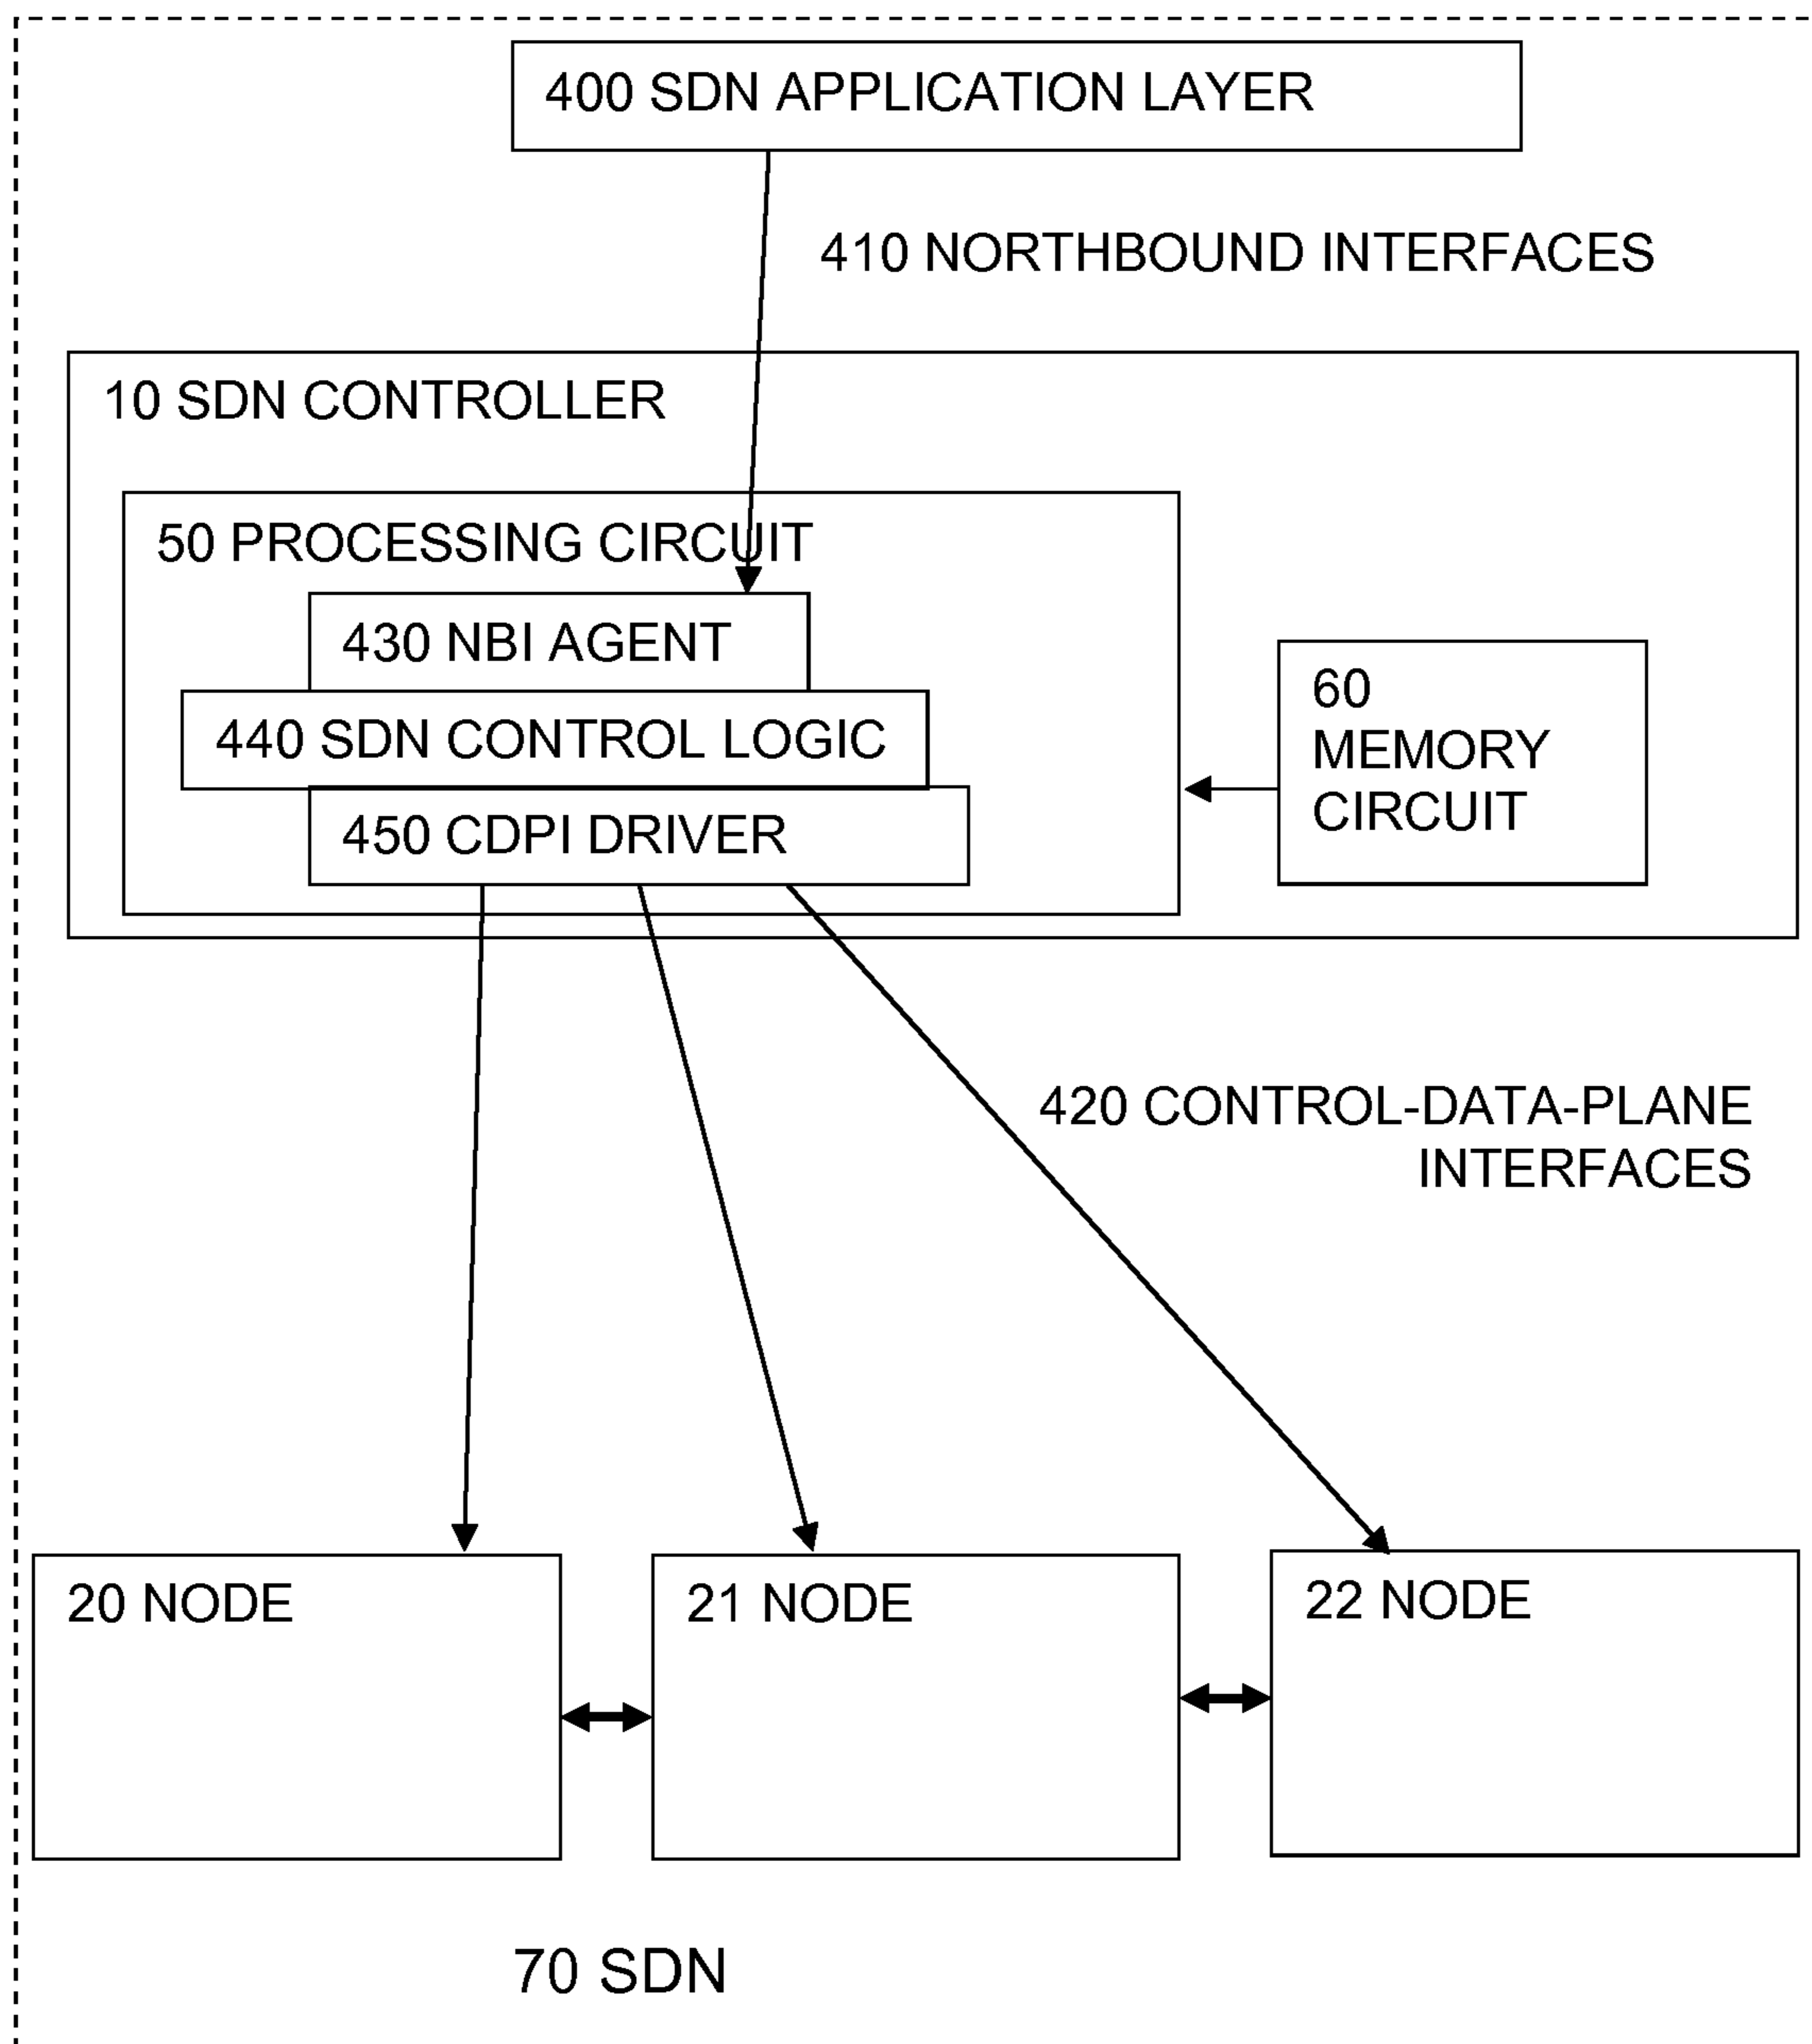 400 SDN APPLICATION LAYER
410 NORTHBOUND INTERFACES
10 SDN CONTROLLER
50 PROCESSING CIRCUIT
430 NBI AGENT
440 SDN CONTROL LOGIC
450 CDPI DRIVER
60
MEMORY
CIRCUIT
420 CONTROL-DATA-PLANE
INTERFACES
20 NODE
21 NODE
22 NODE
70 SDN